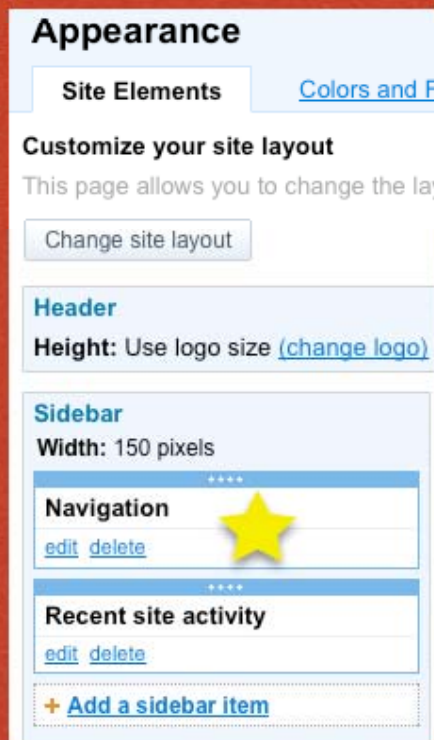 Appearance
Site Elements Colors and F
Customize your site layout
This page allows you to change the la
Change site layout
Header
Height: Use logo size (change logo)
Sidebar
Width: 150 pixels
Navigation
edit delete
Recent site activity
edit delete
+ Add a sidebar item